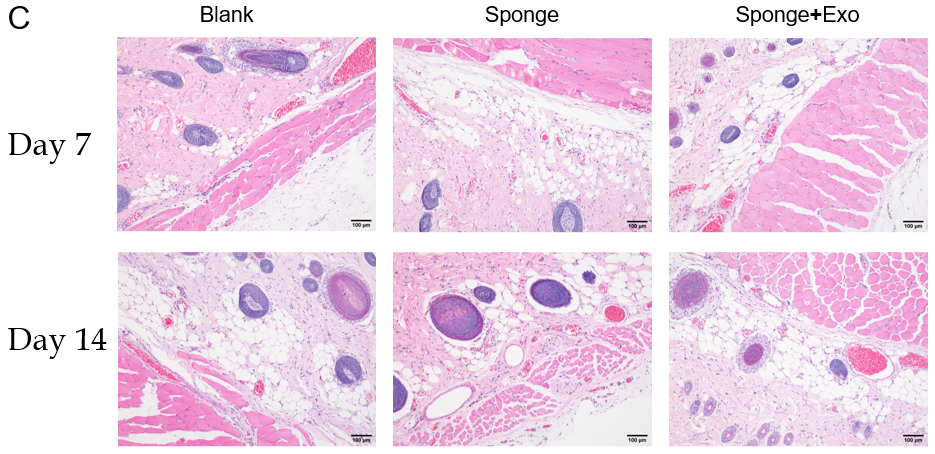 C
Blank Sponge Sponge+Exo
Day 7
100 μm 100 μm 100 μm
Day 14
100 μm 100 μm 100 μm